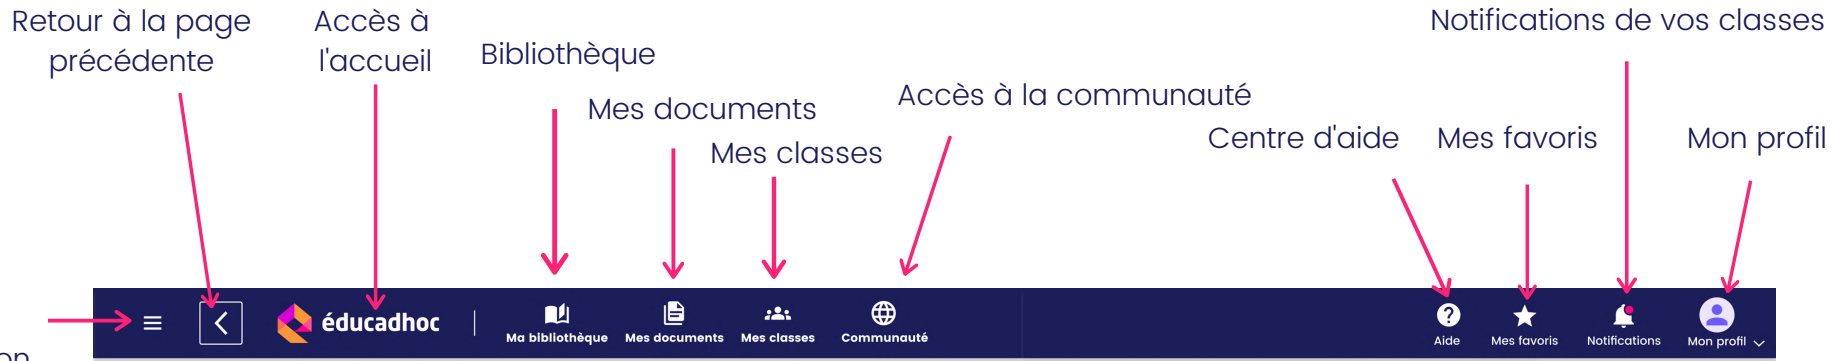 Retour à la page
précédente
Accès à
l'accueil
Bibliothèque
Mes documents
Mes classes
Accès à la communauté
Centre d'aide
Mes favoris
Notifications de vos classes
Mon profil
éducadhoc
Ma bibliothèque
Mes documents
Mes classes
Communauté
Aide
Mes favoris
Notifications
Mon profil